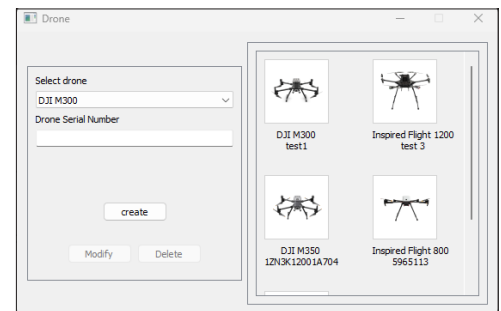 Drone
Select drone
DJI M300
Drone Serial Number
create
Modify Delete
DJI M300
test1
Inspired Flight 1200
test 3
DJI M350
1ZN3K12001A704
Inspired Flight 800
5965113